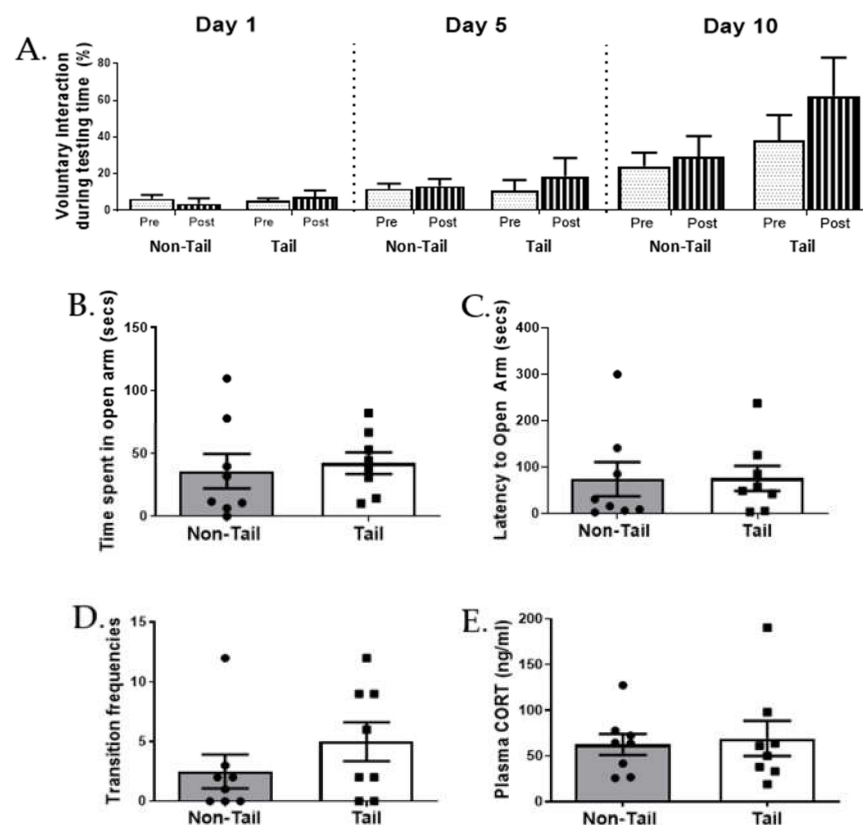 Day 1 Day 5 Day 10
A.
Voluntary interaction
during testing time (%)
80
60
40
20
0
Pre Post Pre Post Pre Post Pre Post Pre Post Pre Post
Non-Tail Tail Non-Tail Tail Non-Tail Tail
B.
Time spent in open arm (secs)
150
100
50
0
Non-Tail Tail
C.
Latency to Open Arm (secs)
400
300
200
100
0
Non-Tail Tail
D.
Transition frequencies
15
10
5
0
Non-Tail Tail
E.
Plasma CORT (ng/ml)
200
150
100
50
0
Non-Tail Tail